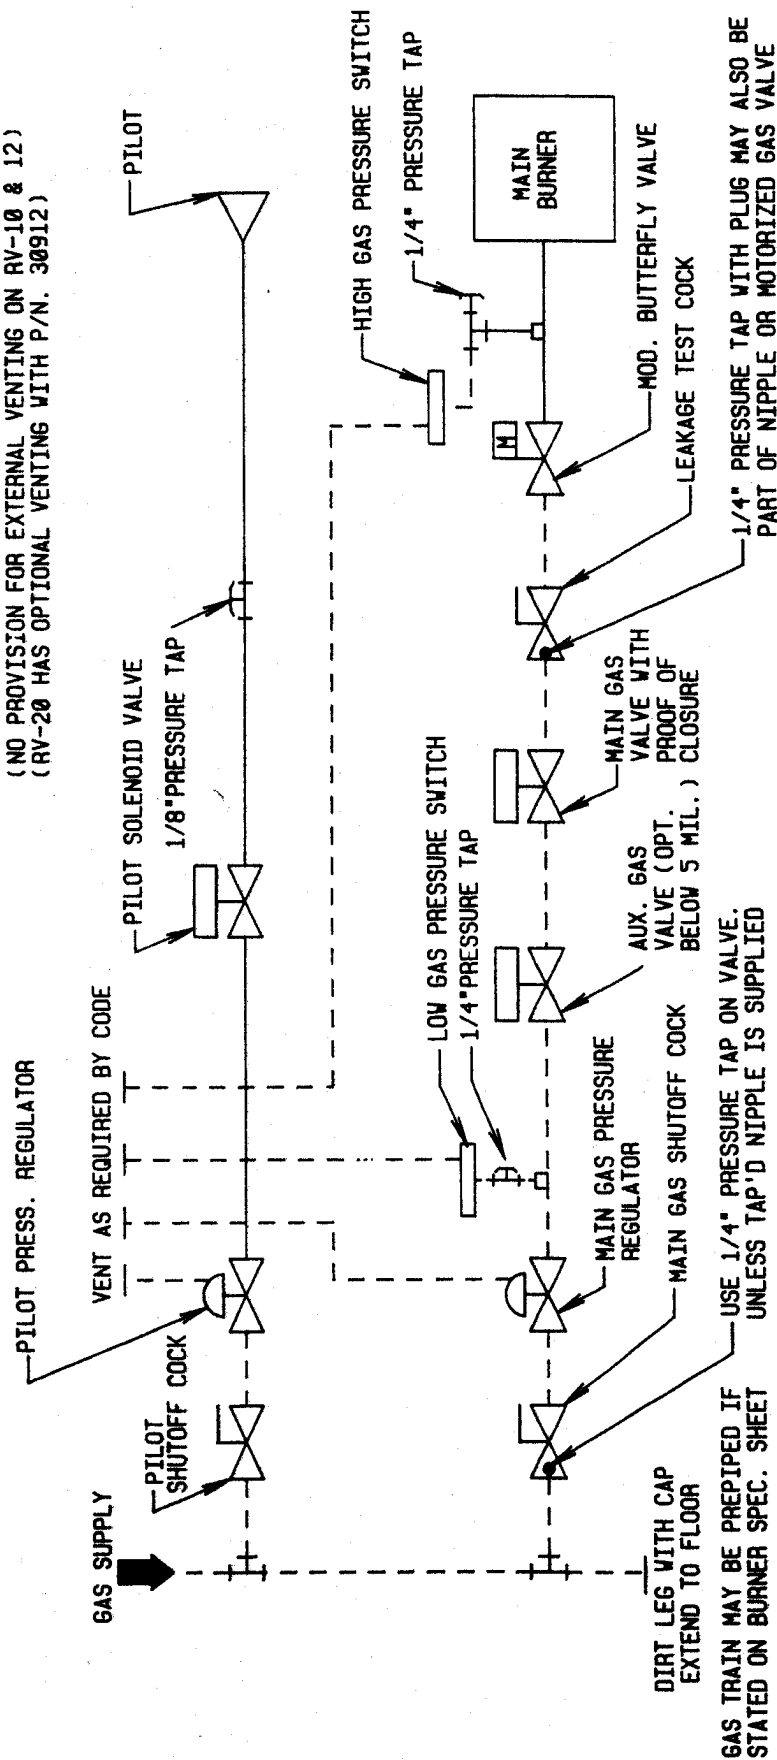 (NO PROVISION FOR EXTERNAL VENTING ON RV-10 & 12)
(RV-20 HAS OPTIONAL VENTING WITH P/N. 30912)
PILOT PRESS. REGULATOR
PILOT
GAS SUPPLY
VENT AS REQUIRED BY CODE
PILOT SOLENOID VALVE
1/8"PRESSURE TAP
PILOT
SHUTOFF COCK
HIGH GAS PRESSURE SWITCH
1/4" PRESSURE TAP
LOW GAS PRESSURE SWITCH
1/4"PRESSURE TAP
M
MAIN
BURNER
MAIN GAS PRESSURE
REGULATOR
AUX. GAS
VALVE (OPT.
BELOW 5 MIL.)
MAIN GAS
VALVE WITH
PROOF OF
CLOSURE
MOD. BUTTERFLY VALVE
LEAKAGE TEST COCK
MAIN GAS SHUTOFF COCK
DIRT LEG WITH CAP
EXTEND TO FLOOR
USE 1/4" PRESSURE TAP ON VALVE.
UNLESS TAP'D NIPPLE IS SUPPLIED
1/4" PRESSURE TAP WITH PLUG MAY ALSO BE
PART OF NIPPLE OR MOTORIZED GAS VALVE
GAS TRAIN MAY BE PREPIPED IF
STATED ON BURNER SPEC. SHEET